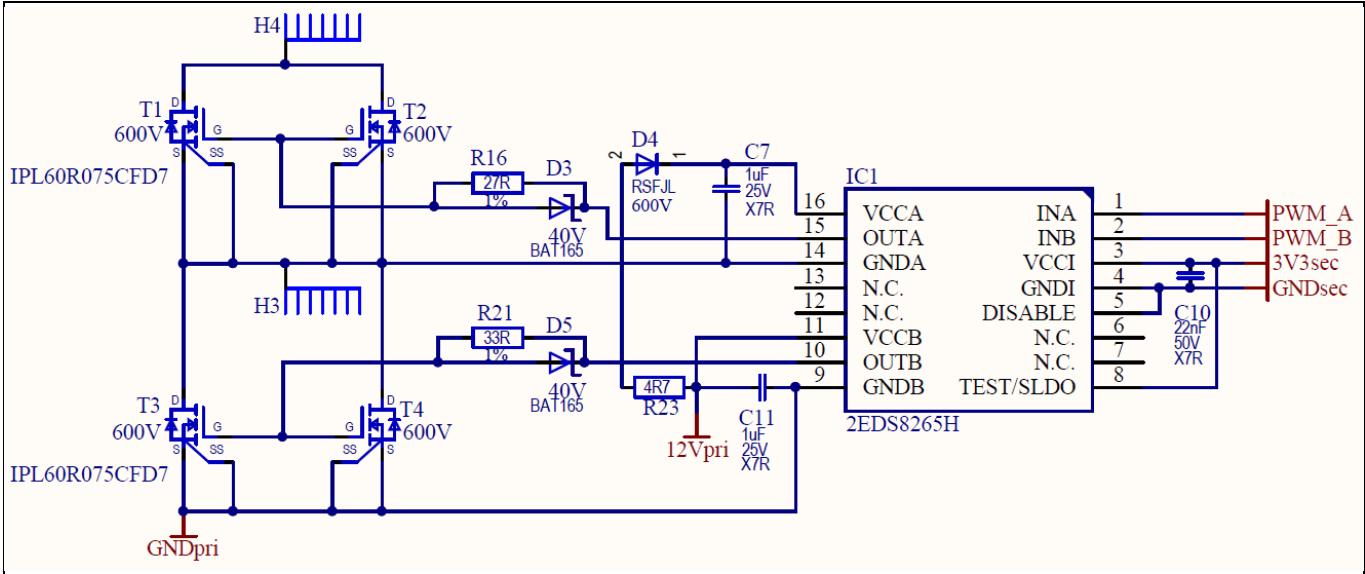 H4
D
D
T1
T2
600V
G
G
600V
S
SS
SS
S
IPL60R075CFD7
R16
27R
1%
D3
40V
BAT165
D4
2
1
RSFJL
600V
C7
1uF
25V
X7R
IC1
16
VCCA
INA
1
PWM_A
15
OUTA
INB
2
PWM_B
14
GNDA
VCCI
3
3V3sec
13
N.C.
GNDI
4
GNDsec
12
N.C.
DISABLE
5
11
VCCB
N.C.
6
10
OUTB
N.C.
7
9
GNDB
TEST/SLDO
8
2EDS8265H
C10
22nF
50V
X7R
H3
R21
33R
1%
D5
40V
BAT165
4R7
R23
12Vpri
C11
1uF
25V
X7R
D
D
T3
T4
600V
G
G
600V
S
SS
SS
S
IPL60R075CFD7
GNDpri